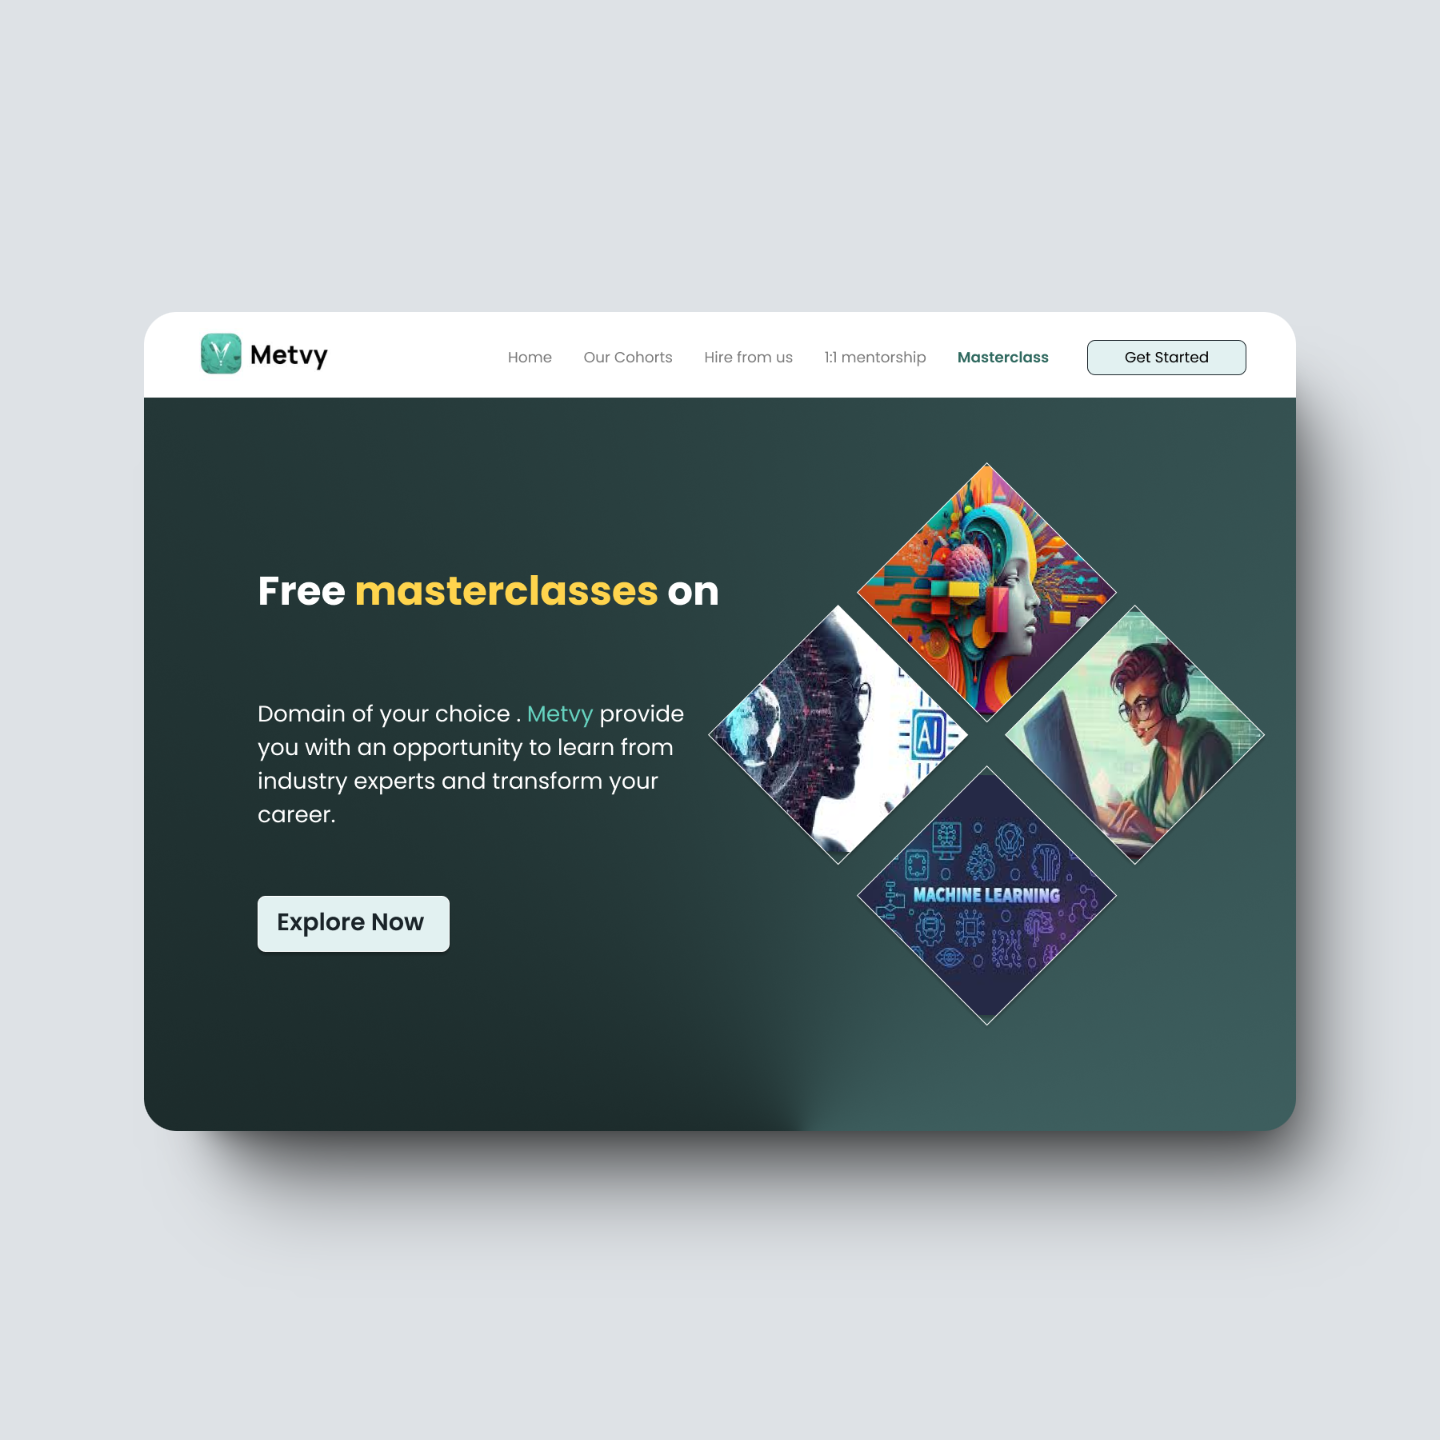 Metvy
Home Our Cohorts Hire from us 1:1 mentorship Masterclass Get Started
Free masterclasses on
Domain of your choice . Metvy provide
you with an opportunity to learn from
industry experts and transform your
career.
AI
MACHINE LEARNING
Explore Now